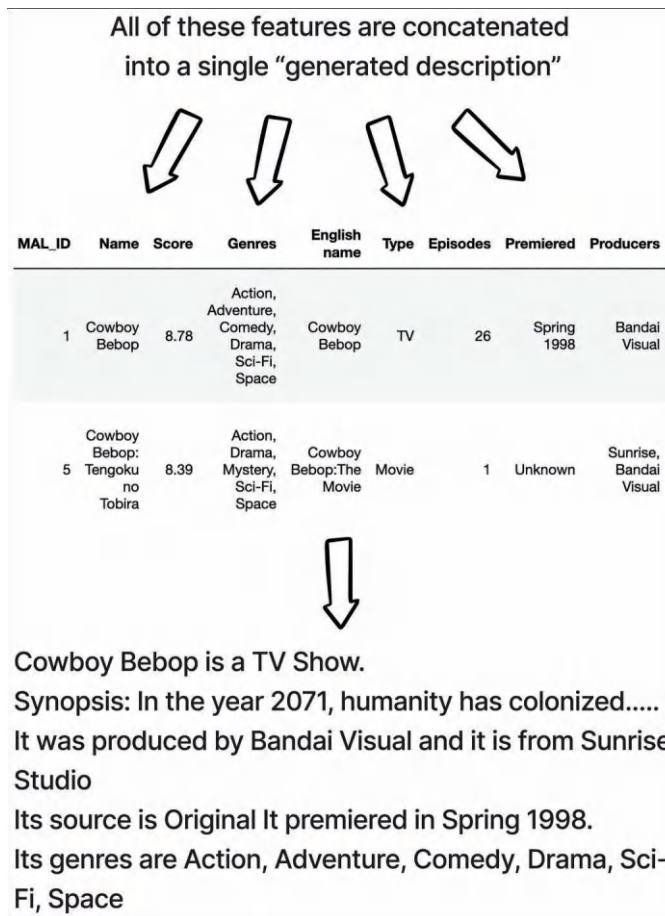 All of these features are concatenated
into a single “generated description”
MAL_ID Name Score Genres English name Type Episodes Premiered Producers
1 Cowboy Bebop 8.78 Action, Adventure, Comedy, Drama, Sci-Fi, Space Cowboy Bebop TV 26 Spring 1998 Bandai Visual
5 Cowboy Bebop: Tengoku no Tobira 8.39 Action, Drama, Mystery, Sci-Fi, Space Cowboy Bebop:The Movie Movie 1 Unknown Sunrise, Bandai Visual
Cowboy Bebop is a TV Show.
Synopsis: In the year 2071, humanity has colonized.....
It was produced by Bandai Visual and it is from Sunrise
Studio
Its source is Original It premiered in Spring 1998.
Its genres are Action, Adventure, Comedy, Drama, Sci-
Fi, Space